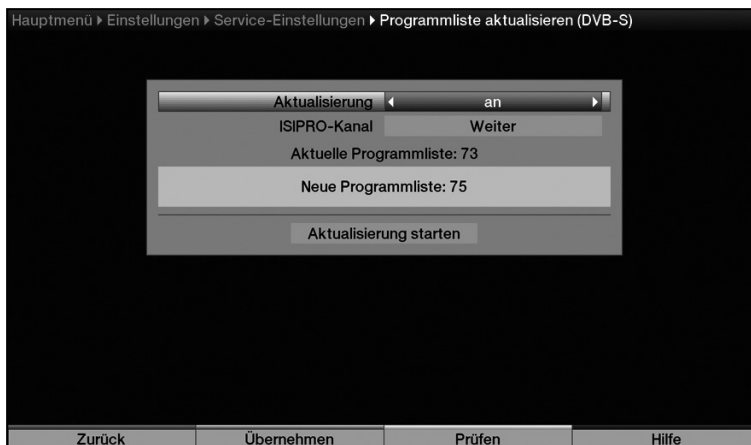 Hauptmenü ▸ Einstellungen ▸ Service-Einstellungen ▸ Programmliste aktualisieren (DVB-S)
Aktualisierung an
ISIPRO-Kanal Weiter
Aktuelle Programmliste: 73
Neue Programmliste: 75
Aktualisierung starten
Zurück Übernehmen Prüfen Hilfe